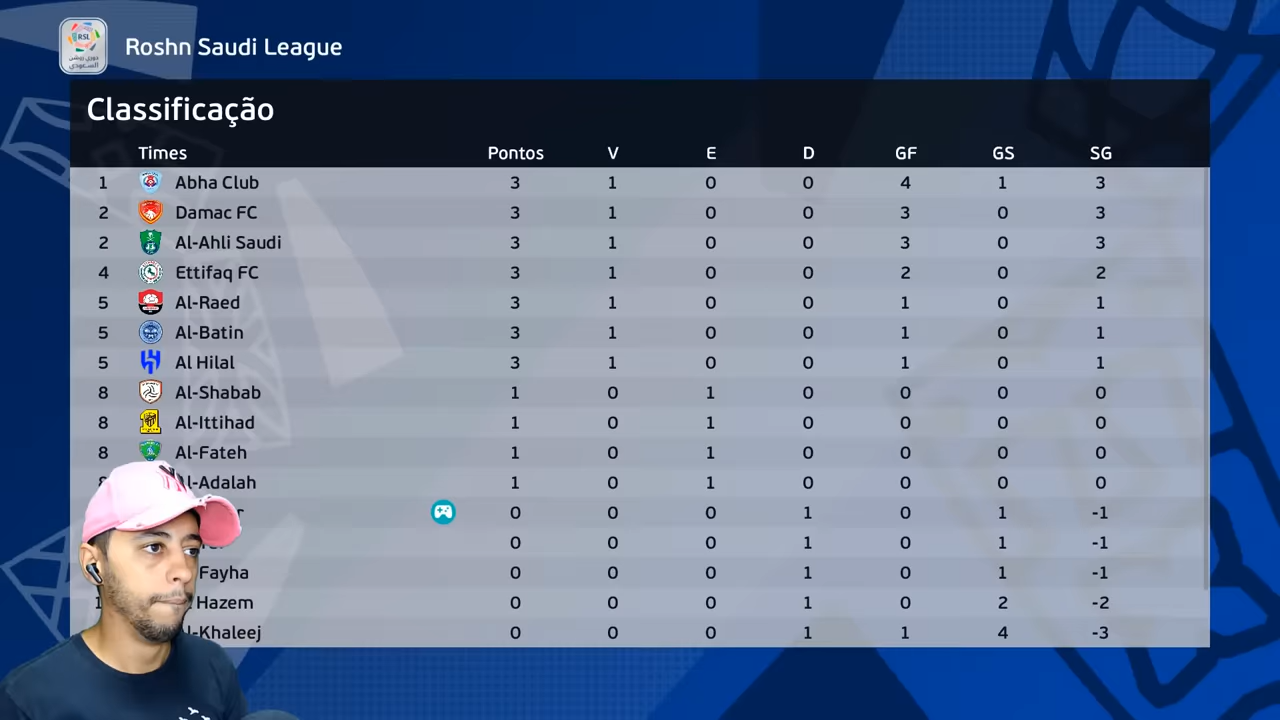 RSL
دوري روشن
السعودي
Roshn Saudi League
Classificação
Times Pontos V E D GF GS SG
1 Abha Club 3 1 0 0 4 1 3
2 Damac FC 3 1 0 0 3 0 3
2 Al-Ahli Saudi 3 1 0 0 3 0 3
4 Ettifaq FC 3 1 0 0 2 0 2
5 Al-Raed 3 1 0 0 1 0 1
5 Al-Batin 3 1 0 0 1 0 1
5 Al Hilal 3 1 0 0 1 0 1
8 Al-Shabab 1 0 1 0 0 0 0
8 Al-Ittihad 1 0 1 0 0 0 0
8 Al-Fateh 1 0 1 0 0 0 0
l-Adalah 1 0 1 0 0 0 0
r 0 0 0 1 0 1 -1
0 0 0 1 0 1 -1
Fayha 0 0 0 1 0 1 -1
Hazem 0 0 0 1 0 2 -2
l-Khaleej 0 0 0 1 1 4 -3